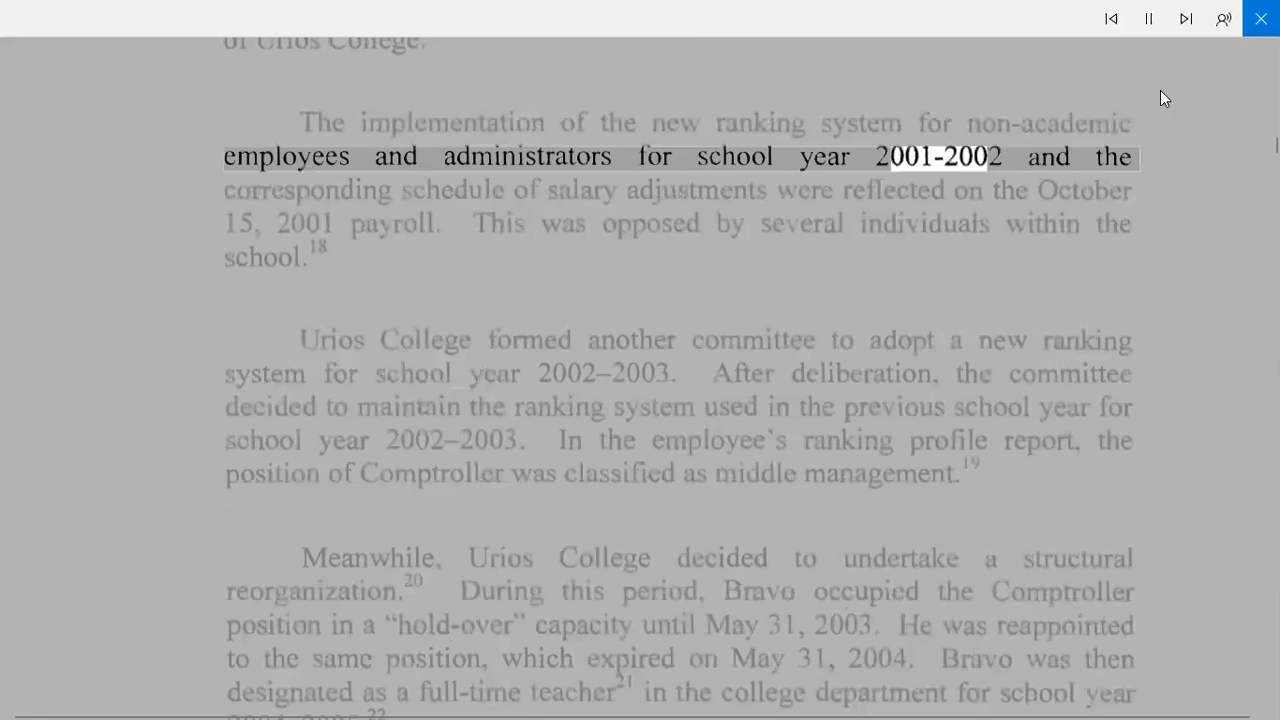 of Urios College.
The implementation of the new ranking system for non-academic
employees and administrators for school year 2001-2002 and the
corresponding schedule of salary adjustments were reflected on the October
15, 2001 payroll. This was opposed by several individuals within the
school.18
Urios College formed another committee to adopt a new ranking
system for school year 2002–2003. After deliberation, the committee
decided to maintain the ranking system used in the previous school year for
school year 2002–2003. In the employee's ranking profile report, the
position of Comptroller was classified as middle management.19
Meanwhile, Urios College decided to undertake a structural
reorganization.20 During this period, Bravo occupied the Comptroller
position in a “hold-over” capacity until May 31, 2003. He was reappointed
to the same position, which expired on May 31, 2004. Bravo was then
designated as a full-time teacher21 in the college department for school year
22